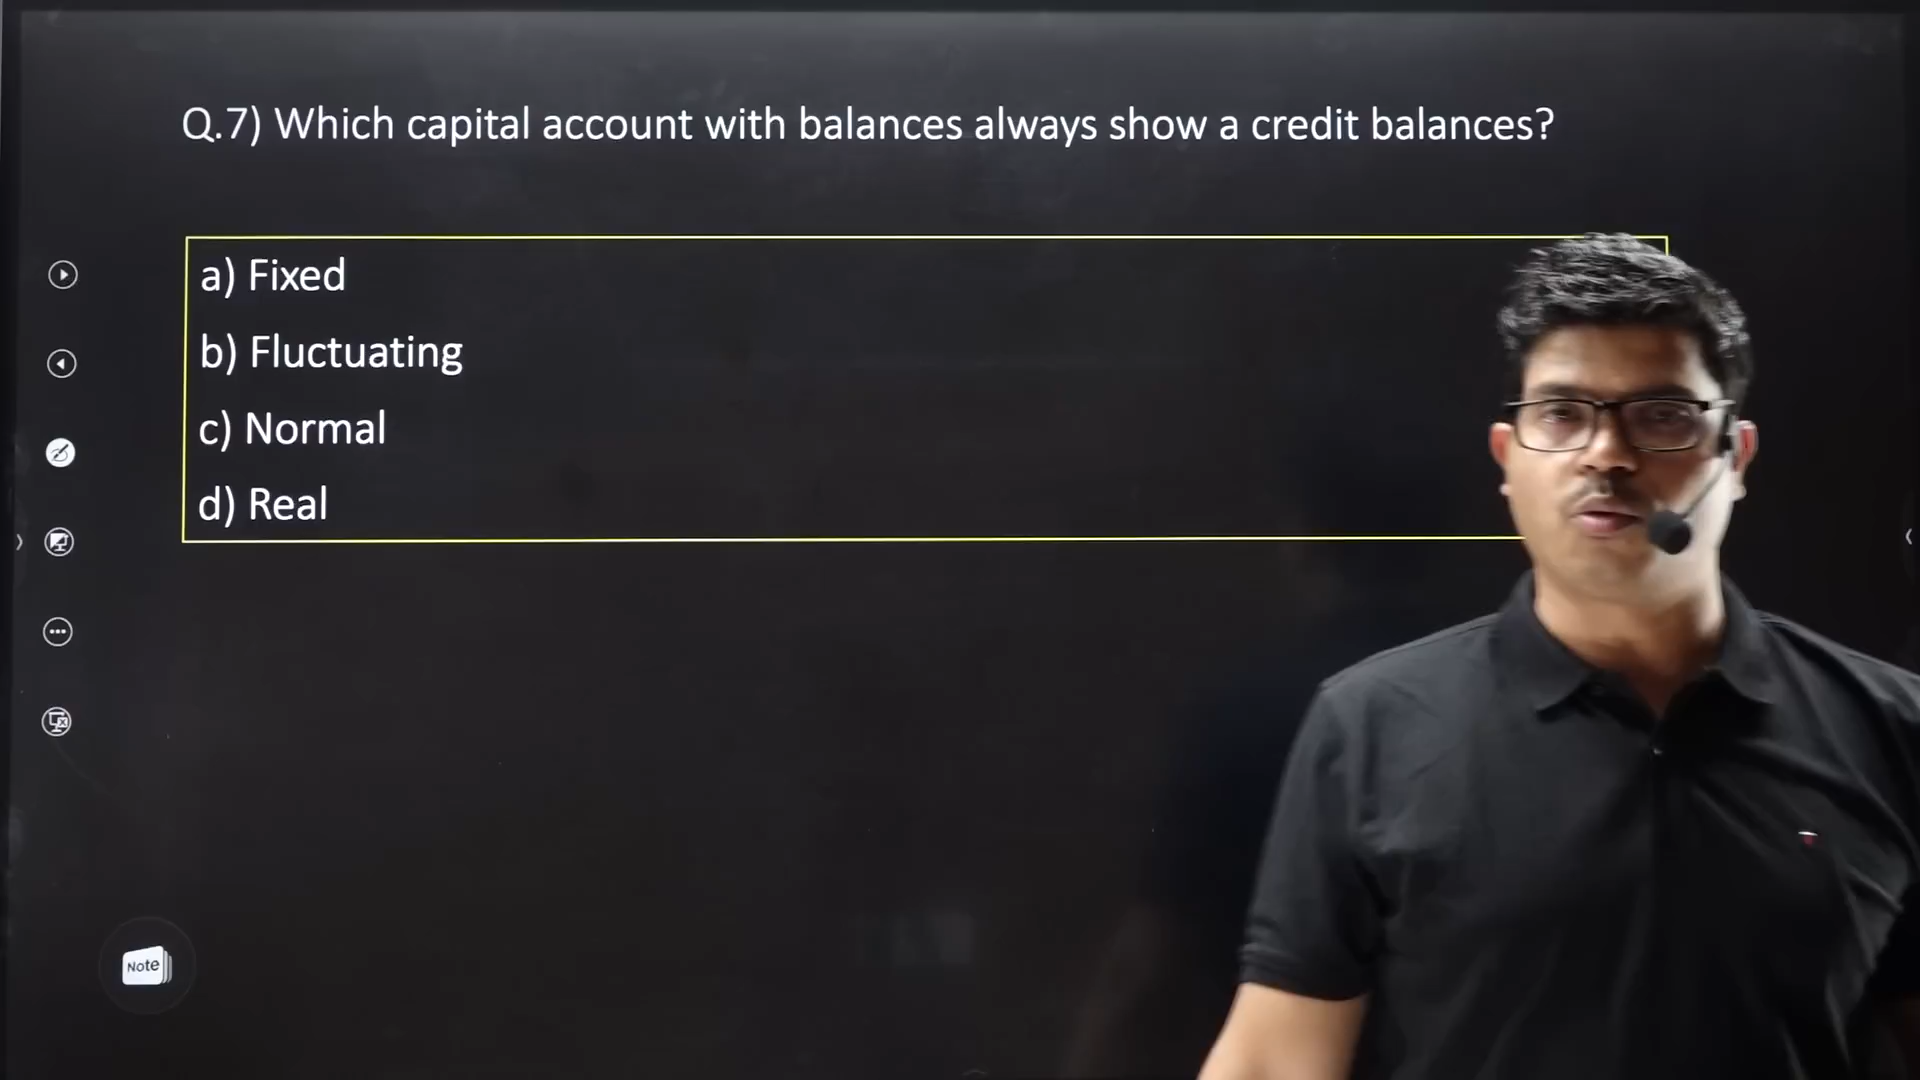 Q.7) Which capital account with balances always show a credit balances?
a) Fixed
b) Fluctuating
c) Normal
d) Real
Note